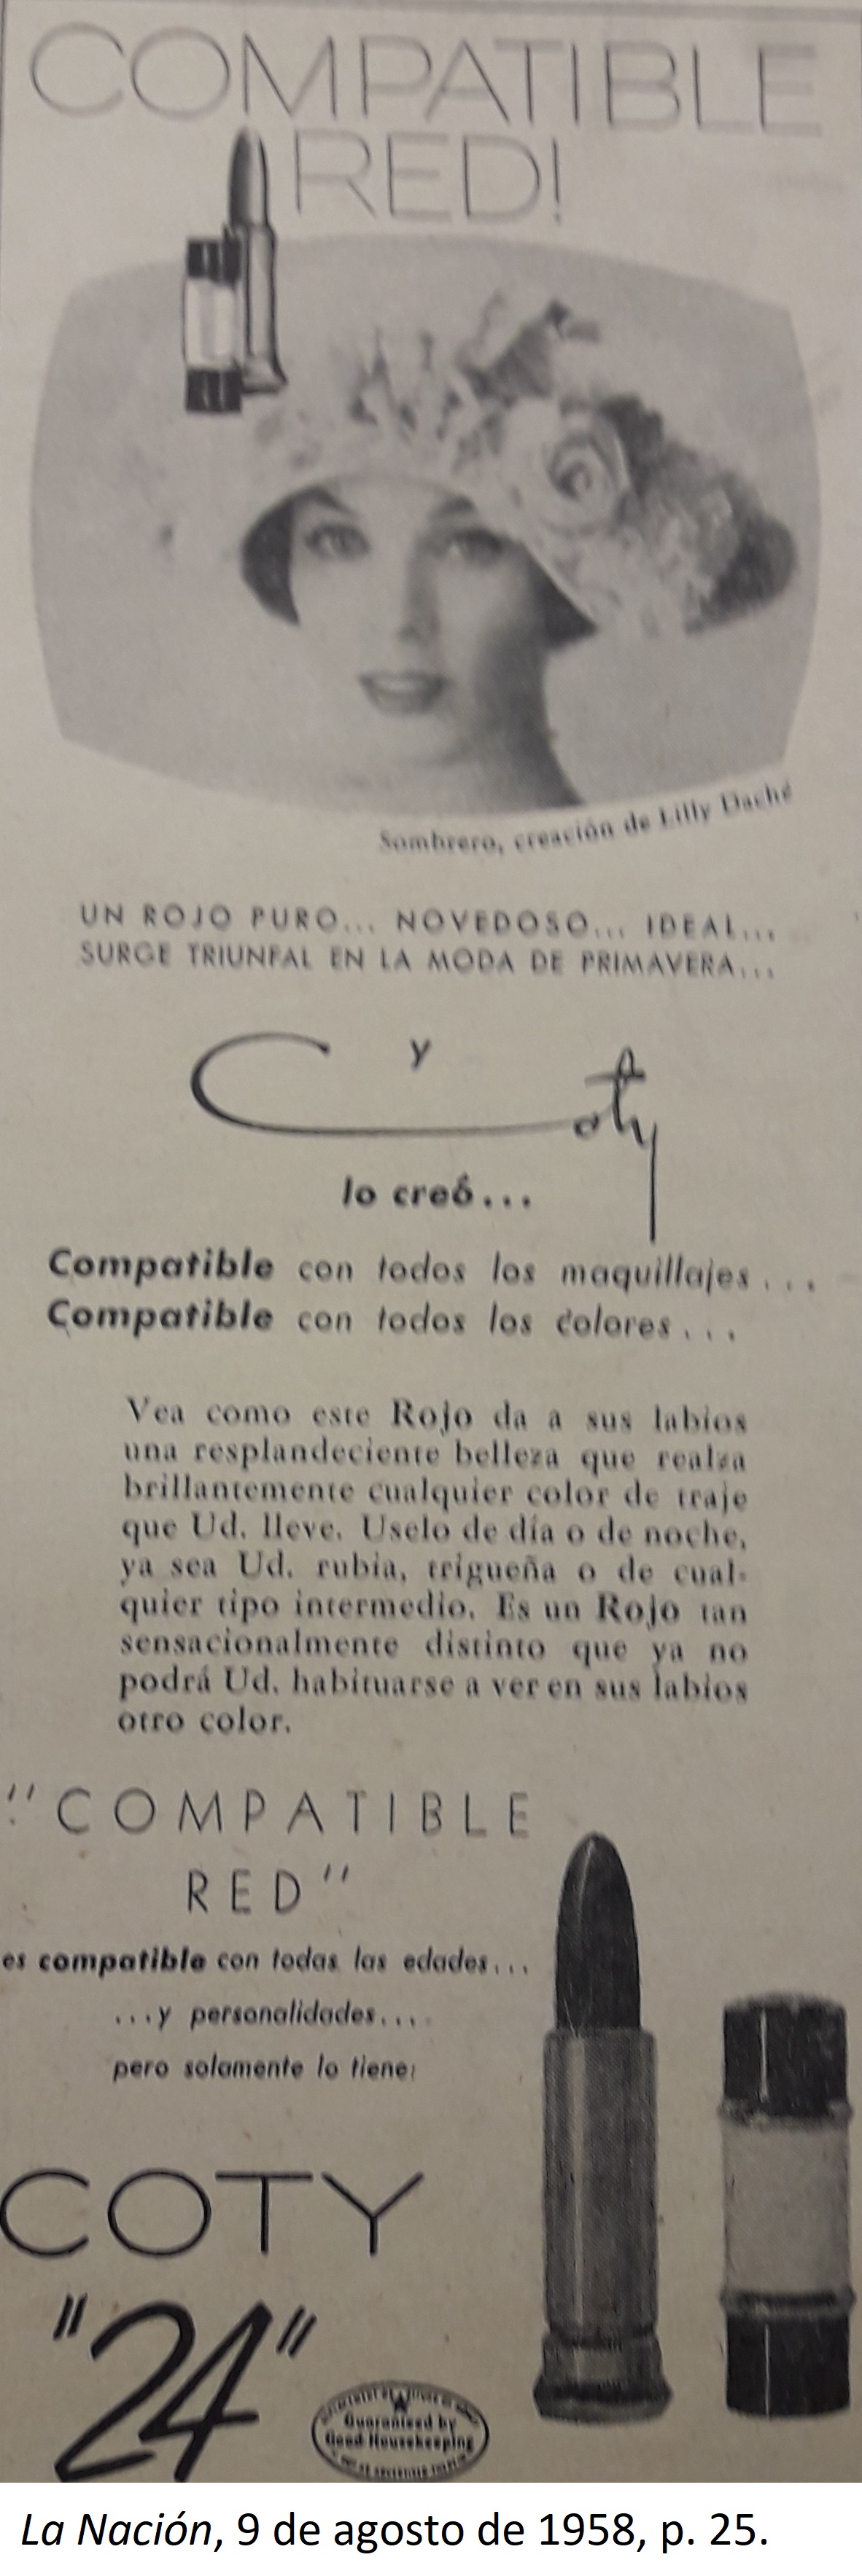 COMPATIBLE
RED!
Sombrero, creación de Lilly Daché
UN ROJO PURO... NOVEDOSO... IDEAL...
SURGE TRIUNFAL EN LA MODA DE PRIMAVERA...
y Coty
lo creó...
Compatible con todos los maquillajes...
Compatible con todos los colores...
Vea como este Rojo da a sus labios
una resplandeciente belleza que realza
brillantemente cualquier color de traje
que Ud. lleve. Uselo de día o de noche,
ya sea Ud. rubia, trigueña o de cual-
quier tipo intermedio. Es un Rojo tan
sensacionalmente distinto que ya no
podrá Ud. habituarse a ver en sus labios
otro color.
"COMPATIBLE
RED"
es compatible con todas las edades...
...y personalidades...
pero solamente lo tiene:
COTY
"24"
Guaranteed by
Good Housekeeping
La Nación, 9 de agosto de 1958, p. 25.